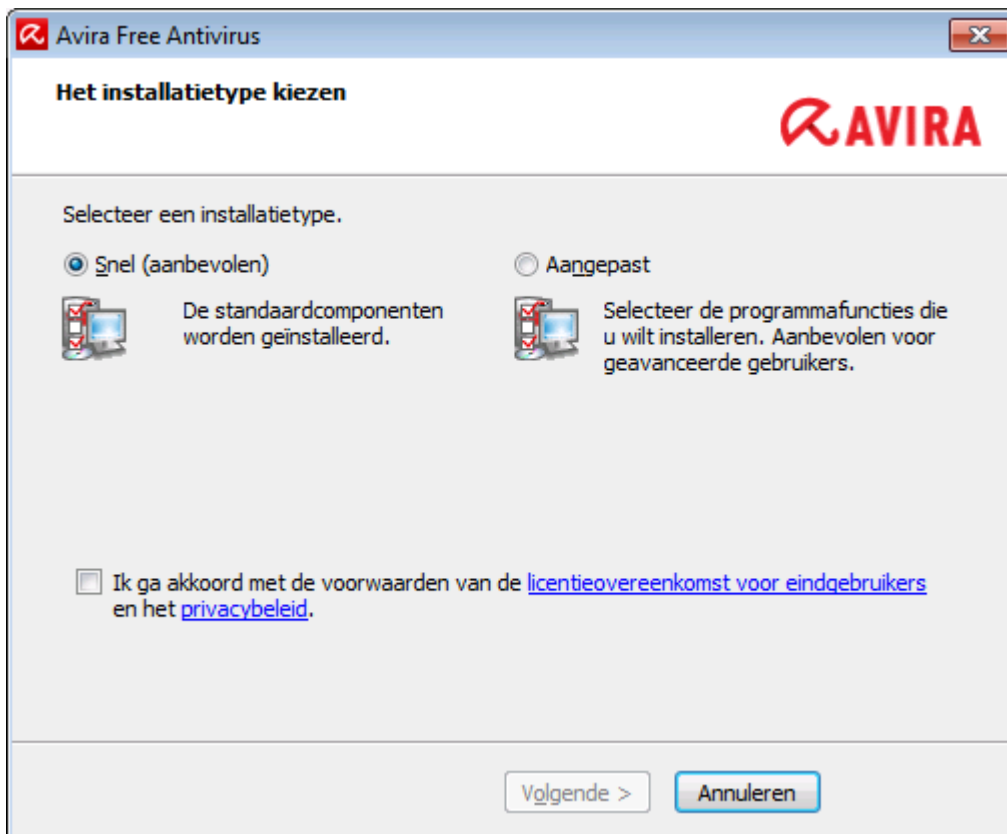 Avira Free Antivirus
Het installatietype kiezen
AVIRA
Selecteer een installatietype.
Snel (aanbevolen)
De standaardcomponenten
worden geïnstalleerd.
Aangepast
Selecteer de programmafuncties die
u wilt installeren. Aanbevolen voor
geavanceerde gebruikers.
Ik ga akkoord met de voorwaarden van de licentieovereenkomst voor eindgebruikers
en het privacybeleid.
Volgende >
Annuleren